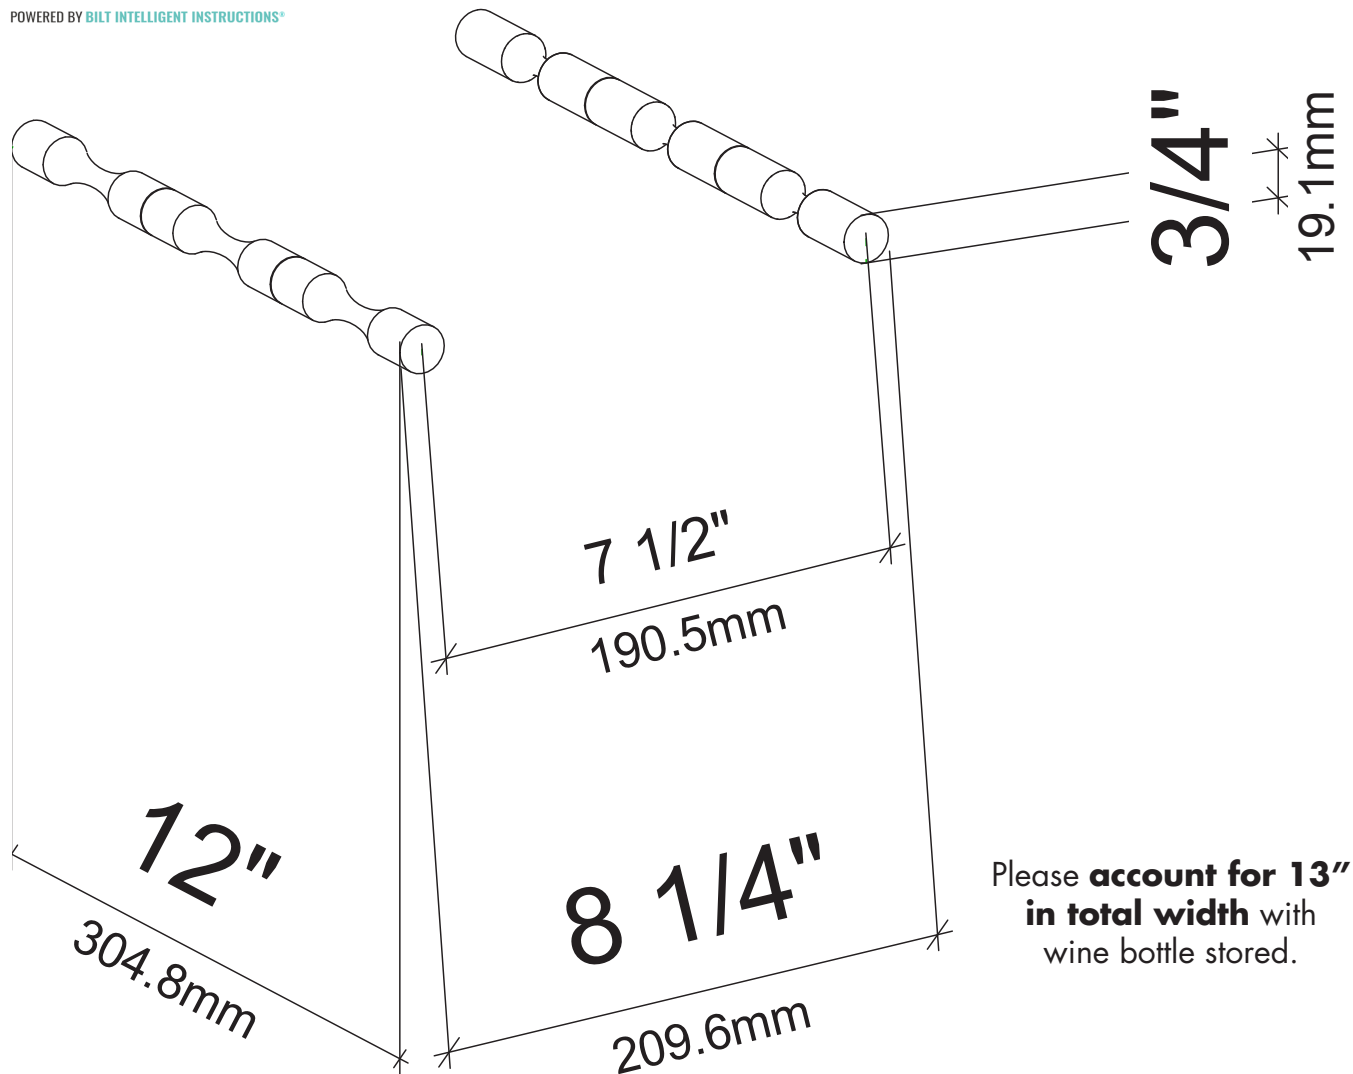 POWERED BY BILT INTELLIGENT INSTRUCTIONS®
3/4"
19.1mm
7 1/2"
190.5mm
12"
304.8mm
8 1/4"
209.6mm
Please account for 13”
in total width with
wine bottle stored.